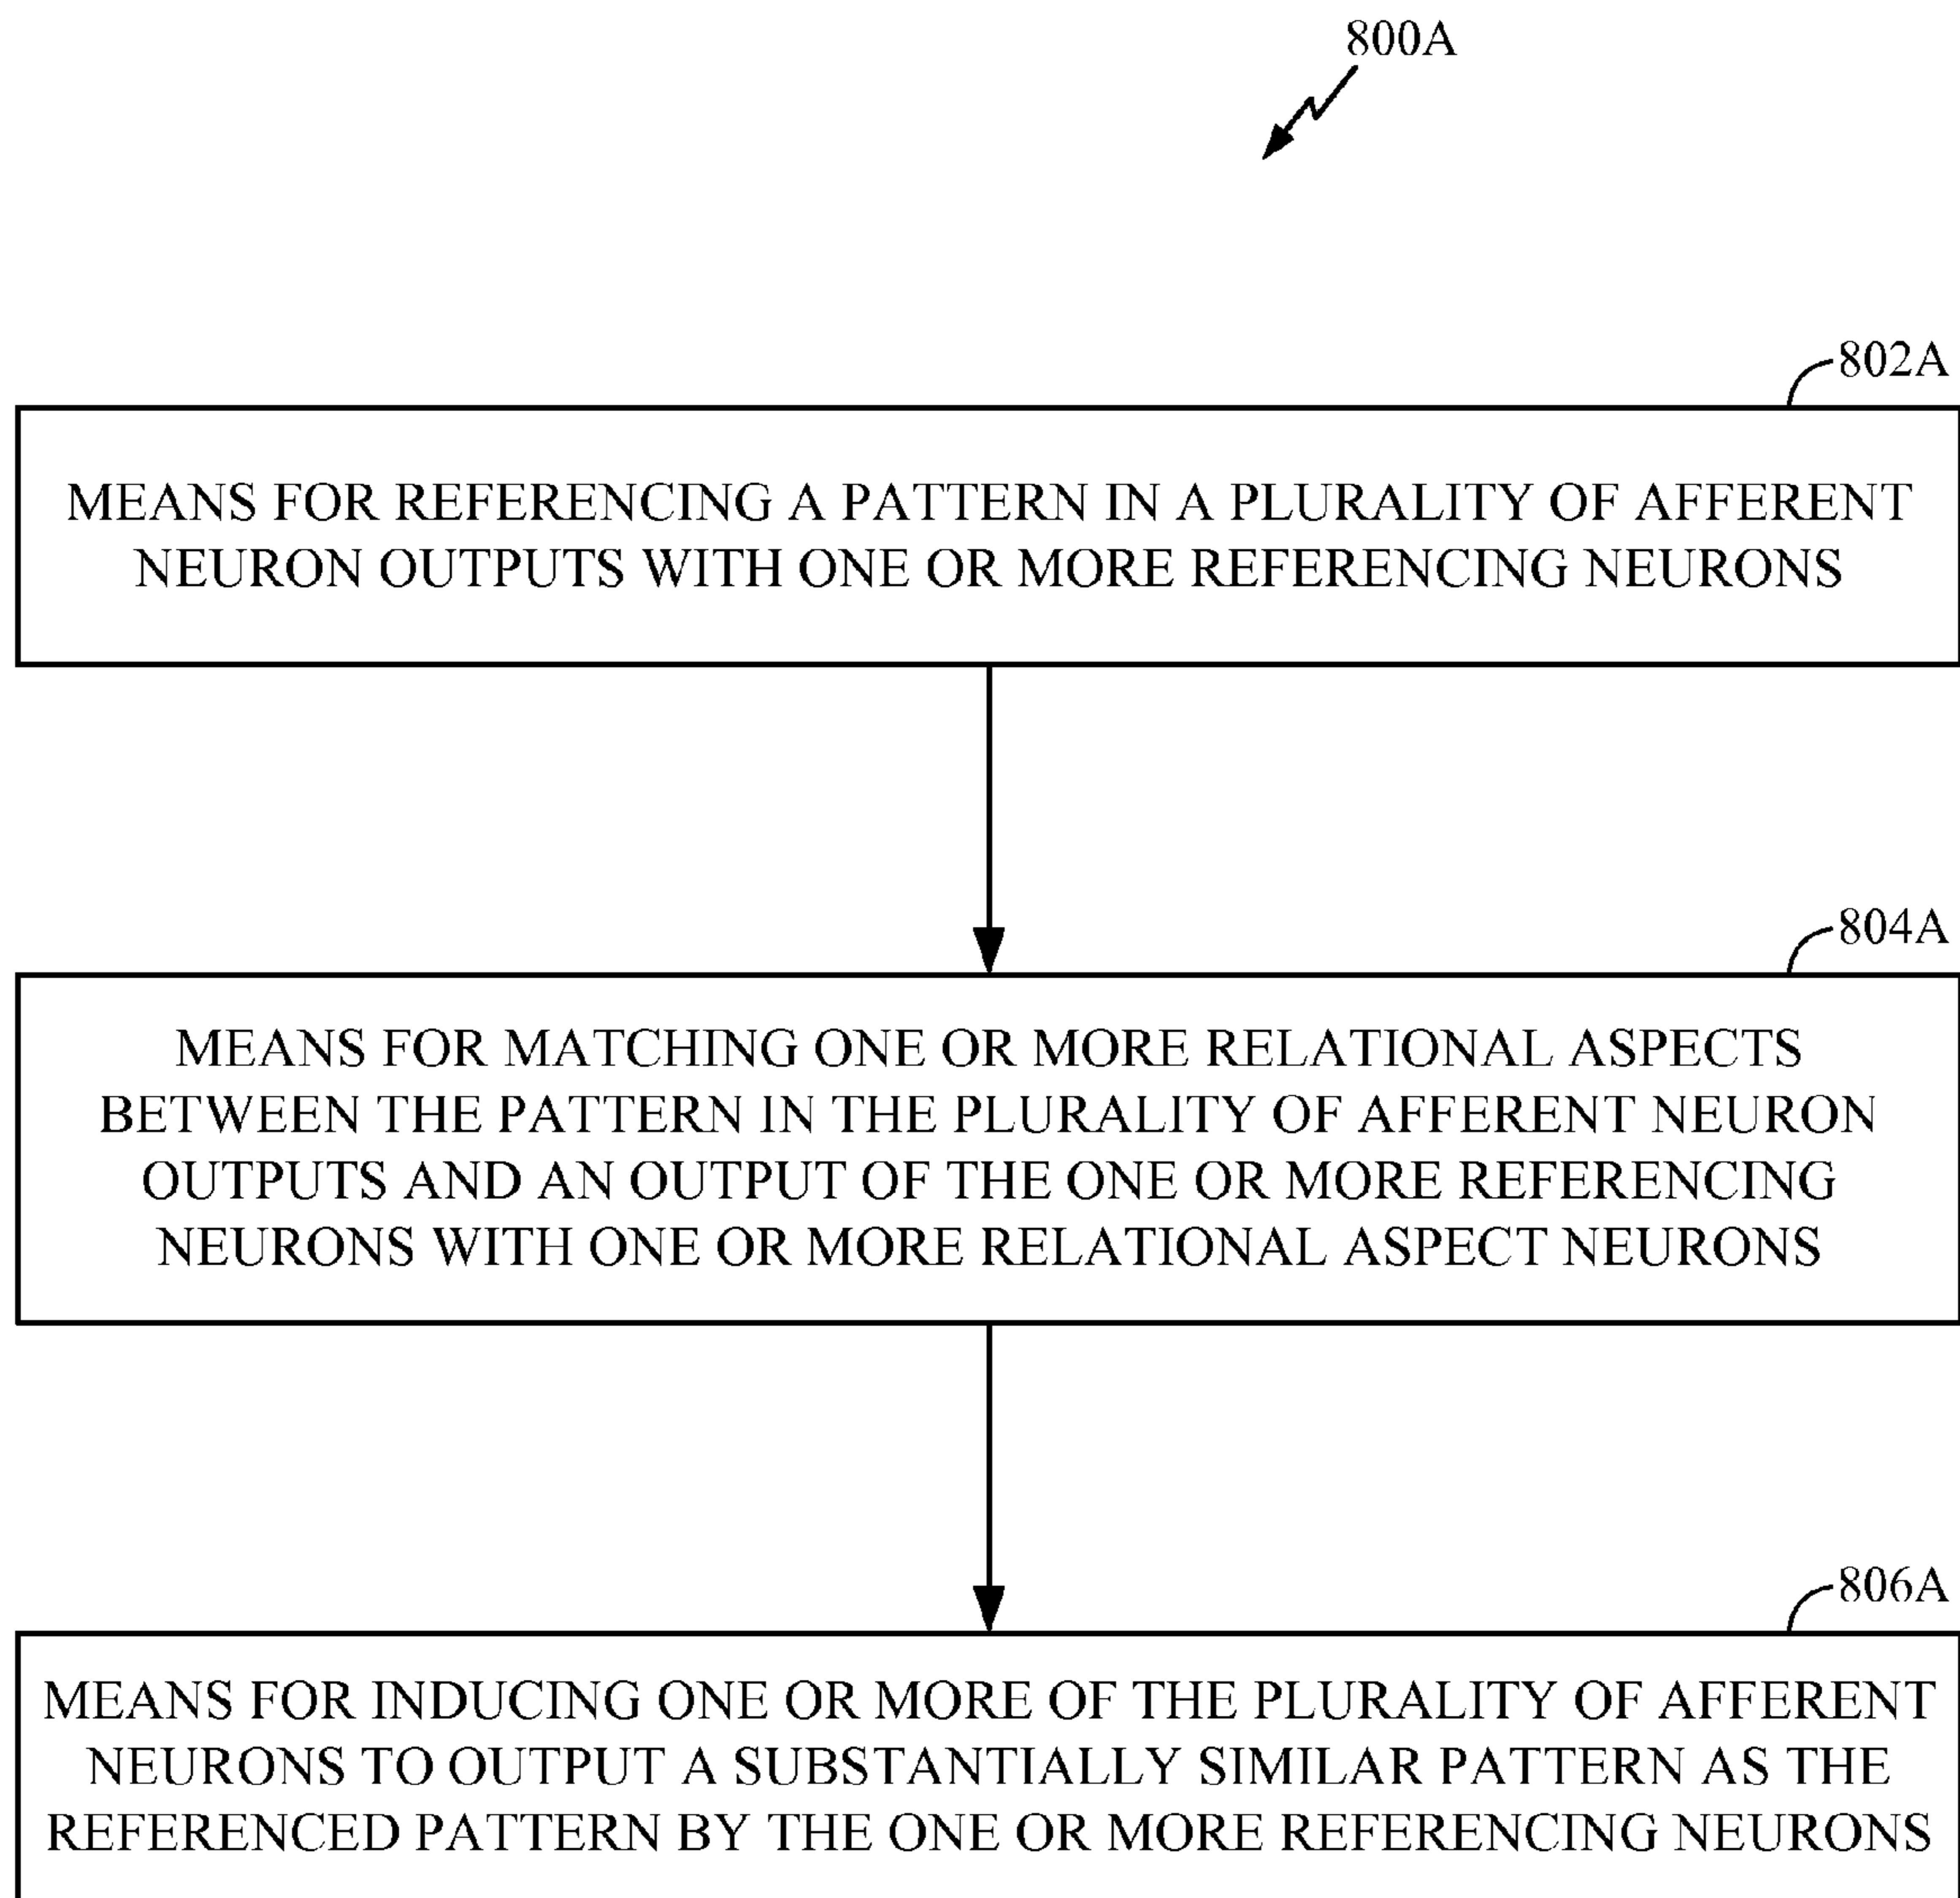 800A
802A
MEANS FOR REFERENCING A PATTERN IN A PLURALITY OF AFFERENT
NEURON OUTPUTS WITH ONE OR MORE REFERENCING NEURONS
804A
MEANS FOR MATCHING ONE OR MORE RELATIONAL ASPECTS
BETWEEN THE PATTERN IN THE PLURALITY OF AFFERENT NEURON
OUTPUTS AND AN OUTPUT OF THE ONE OR MORE REFERENCING
NEURONS WITH ONE OR MORE RELATIONAL ASPECT NEURONS
806A
MEANS FOR INDUCING ONE OR MORE OF THE PLURALITY OF AFFERENT
NEURONS TO OUTPUT A SUBSTANTIALLY SIMILAR PATTERN AS THE
REFERENCED PATTERN BY THE ONE OR MORE REFERENCING NEURONS